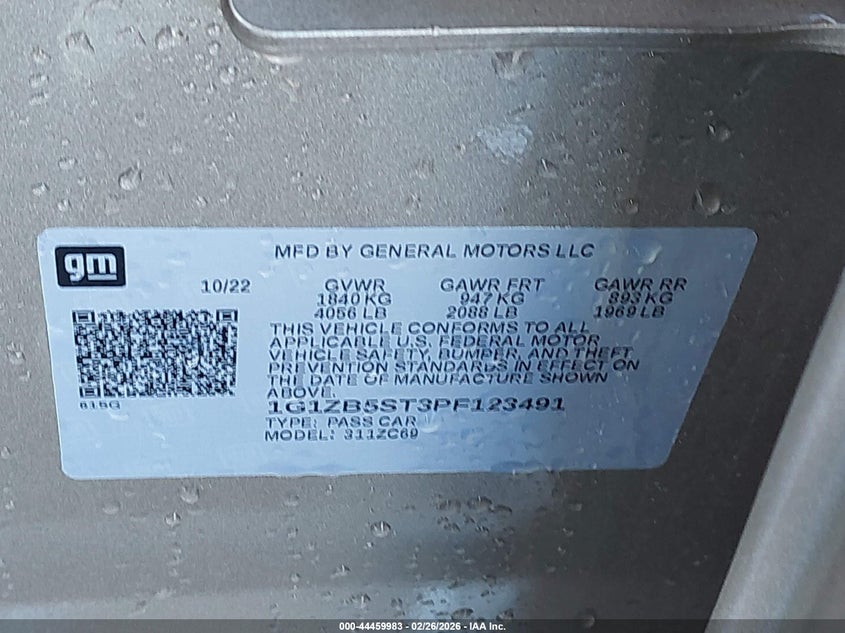 gm
MFD BY GENERAL MOTORS LLC
10/22 GVWR GAWR FRT GAWR RR
1840 KG 947 KG 893 KG
4056 LB 2088 LB 1969 LB
THIS VEHICLE CONFORMS TO ALL
APPLICABLE U.S. FEDERAL MOTOR
VEHICLE SAFETY, BUMPER, AND THEFT
PREVENTION STANDARDS IN EFFECT ON
THE DATE OF MANUFACTURE SHOWN
ABOVE.
615G
1G1ZB5ST3PF123491
TYPE: PASS CAR
MODEL: 311ZC69
000-44459983 - 02/26/2026 - IAA Inc.